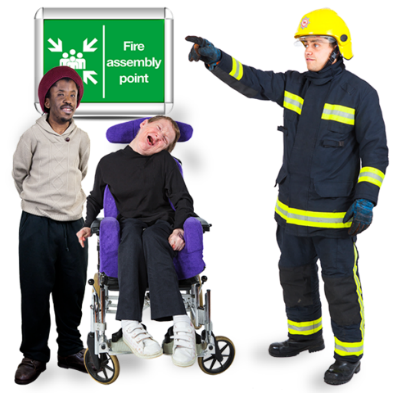 Fire
assembly
point